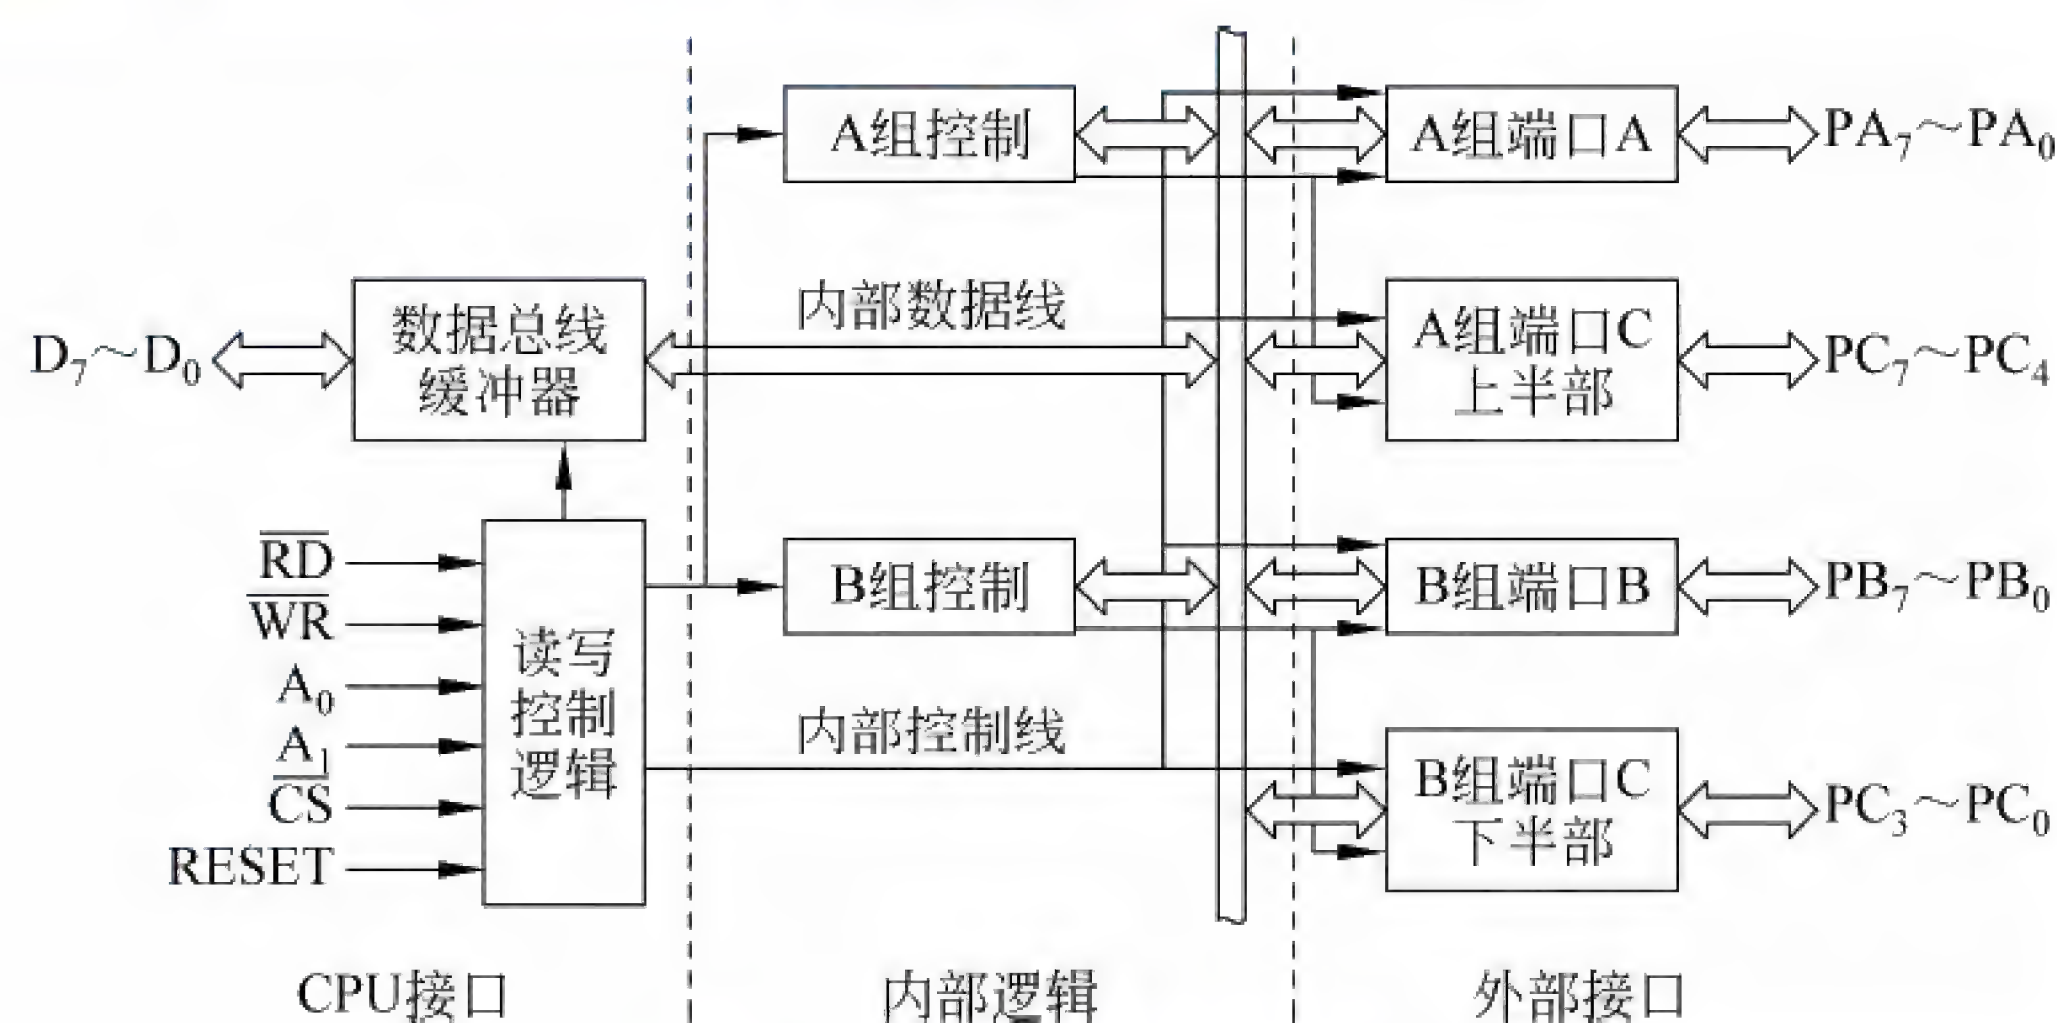 A组控制
A组端口A
PA₇～PA₀
内部数据线
D₇～D₀
数据总线
缓冲器
A组端口C
上半部
PC₇～PC₄
R̅D̅
W̅R̅
A₀
A₁
C̅S̅
RESET
读写
控制
逻辑
B组控制
B组端口B
PB₇～PB₀
内部控制线
B组端口C
下半部
PC₃～PC₀
CPU接口
内部逻辑
外部接口